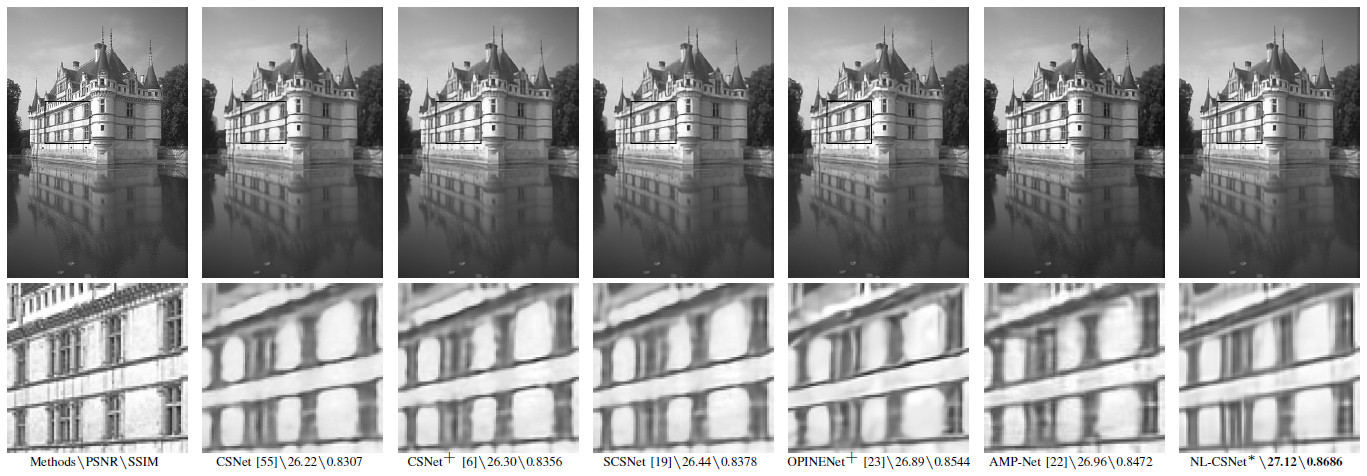 Methods\PSNR\SSIM
CSNet [55]\26.22\0.8307
CSNet+ [6]\26.30\0.8356
SCSNet [19]\26.44\0.8378
OPINENet+ [23]\26.89\0.8544
AMP-Net [22]\26.96\0.8472
NL-CSNet*\27.12\0.8686